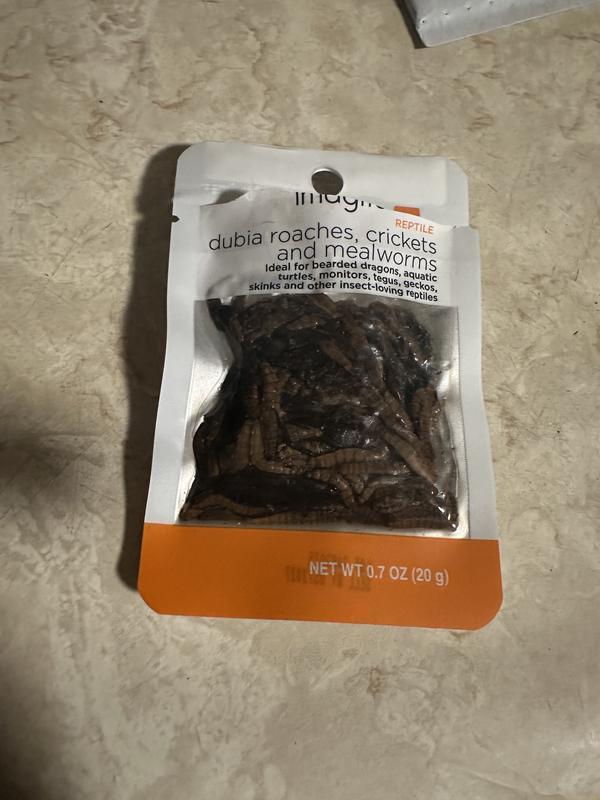 REPTILE
dubia roaches, crickets
and mealworms
Ideal for bearded dragons, aquatic
turtles, monitors, tegus, geckos,
skinks and other insect-loving reptiles
NET WT 0.7 OZ (20 g)